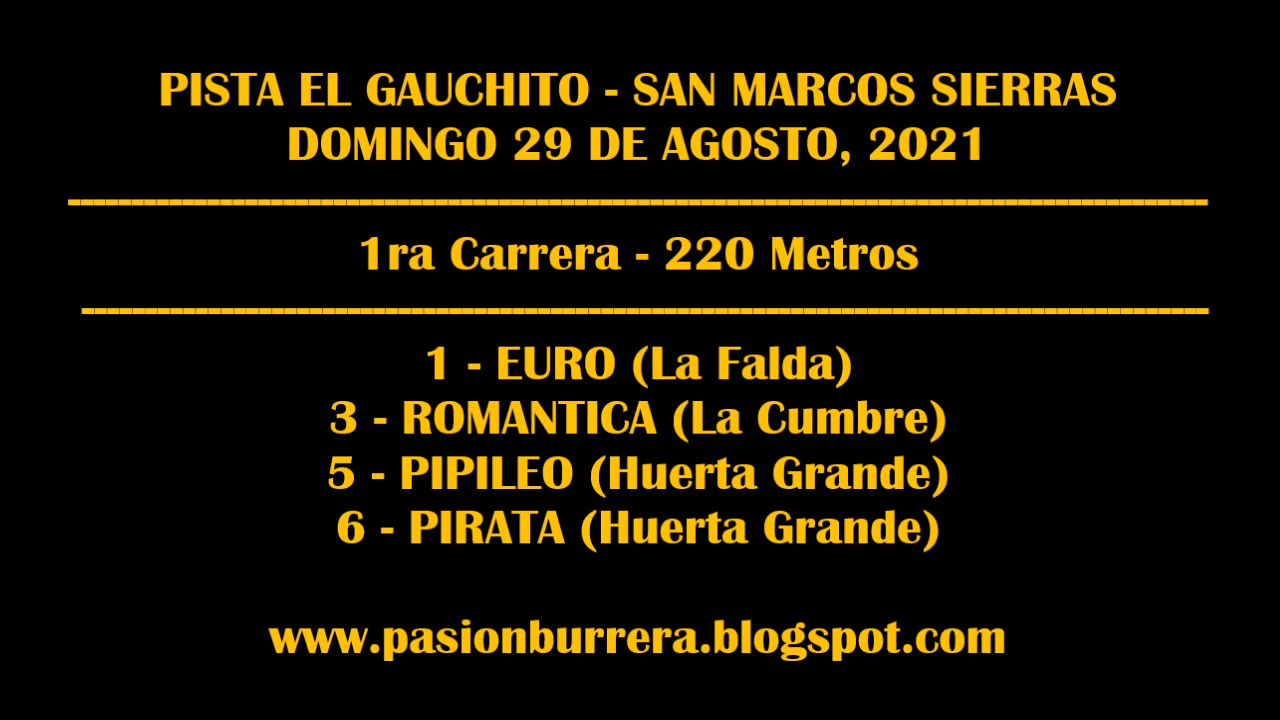 PISTA EL GAUCHITO - SAN MARCOS SIERRAS
DOMINGO 29 DE AGOSTO, 2021
1ra Carrera - 220 Metros
1 - EURO (La Falda)
3 - ROMANTICA (La Cumbre)
5 - PIPILEO (Huerta Grande)
6 - PIRATA (Huerta Grande)
www.pasionburrera.blogspot.com